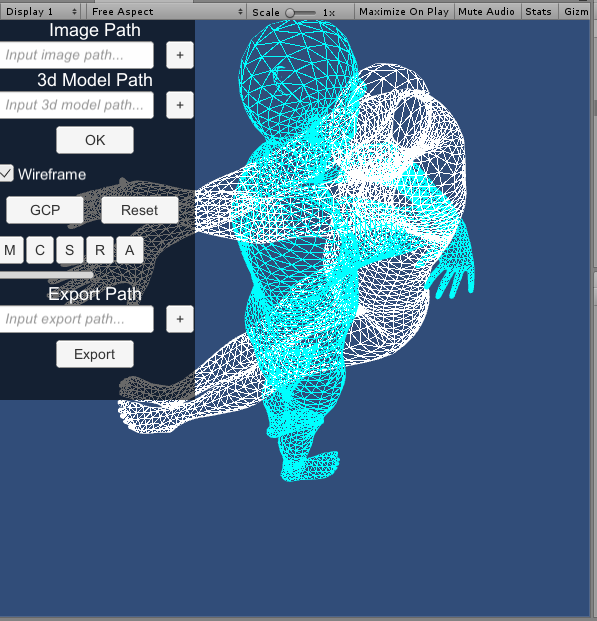 Display 1 Free Aspect Scale 1x Maximize On Play Mute Audio Stats Gizm
Image Path
Input image path... +
3d Model Path
Input 3d model path... +
OK
Wireframe
GCP Reset
M C S R A
Export Path
Input export path... +
Export